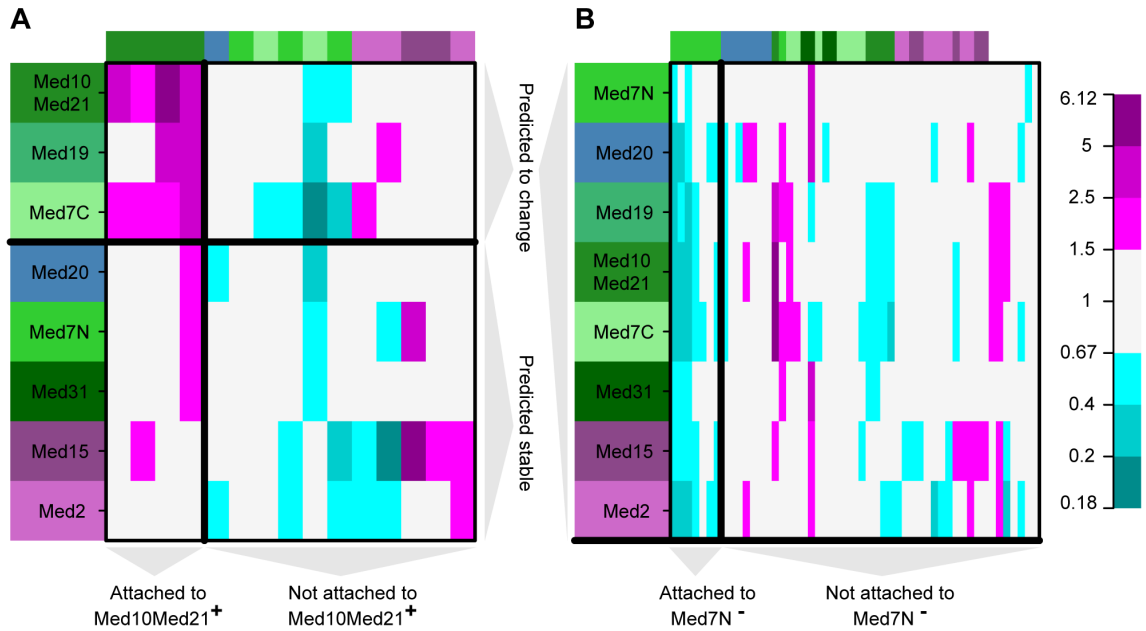 A
B
Med10
Med21
Med19
Med7C
Med20
Med7N
Med31
Med15
Med2
Predicted to change
Predicted stable
Attached to
Med10Med21+
Not attached to
Med10Med21+
Med7N
Med20
Med19
Med10
Med21
Med7C
Med31
Med15
Med2
Attached to
Med7N -
Not attached to
Med7N -
6.12
5
2.5
1.5
1
0.67
0.4
0.2
0.18